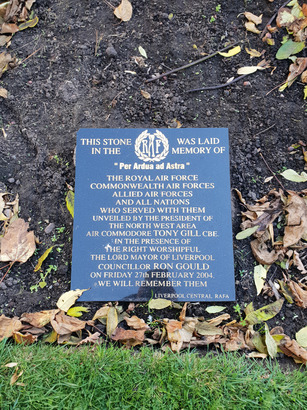 THIS STONE WAS LAID
IN THE RAF MEMORY OF
" Per Ardua ad Astra "
THE ROYAL AIR FORCE
COMMONWEALTH AIR FORCES
ALLIED AIR FORCES
AND ALL NATIONS
WHO SERVED WITH THEM
UNVEILED BY THE PRESIDENT OF
THE NORTH WEST AREA
AIR COMMODORE TONY GILL CBE.
IN THE PRESENCE OF
THE RIGHT WORSHIPFUL
THE LORD MAYOR OF LIVERPOOL
COUNCILLOR RON GOULD
ON FRIDAY 27th FEBRUARY 2004.
WE WILL REMEMBER THEM
LIVERPOOL CENTRAL RAFA